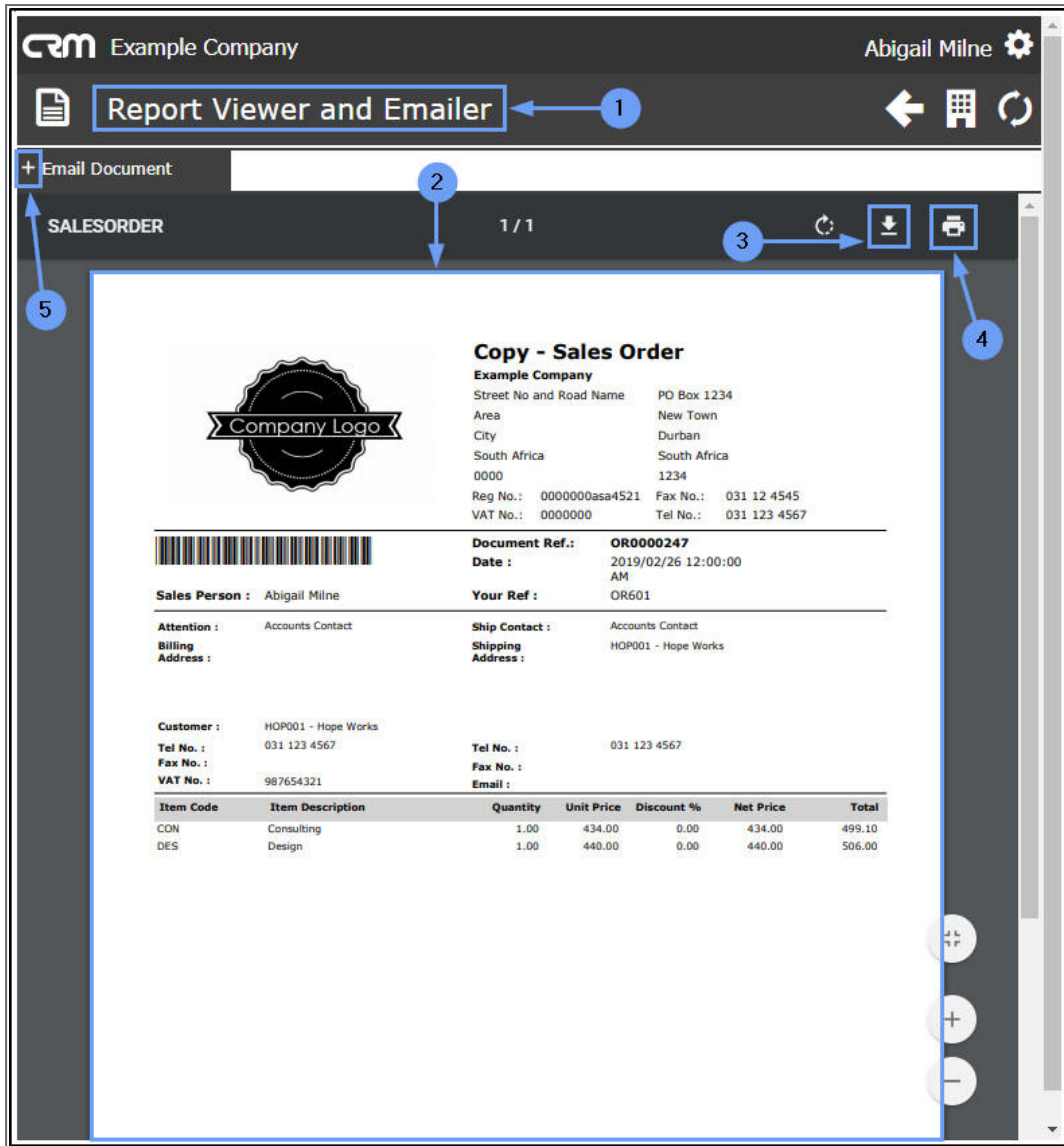 CRM Example Company Abigail Milne
Report Viewer and Emailer 1
+ Email Document
2
SALESORDER 1 / 1
3
5
4
Copy - Sales Order
Example Company
Street No and Road Name PO Box 1234
Area New Town
City Durban
South Africa South Africa
0000 1234
Reg No.: 0000000asa4521 Fax No.: 031 12 4545
VAT No.: 0000000 Tel No.: 031 123 4567
Company Logo
Document Ref.: OR0000247
Date : 2019/02/26 12:00:00
AM
Sales Person : Abigail Milne Your Ref : OR601
Attention : Accounts Contact Ship Contact : Accounts Contact
Billing Shipping HOP001 - Hope Works
Address : Address :
Customer : HOP001 - Hope Works
Tel No. : 031 123 4567 Tel No. : 031 123 4567
Fax No. : Fax No. :
VAT No. : 987654321 Email :
Item Code Item Description Quantity Unit Price Discount % Net Price Total
CON Consulting 1.00 434.00 0.00 434.00 499.10
DES Design 1.00 440.00 0.00 440.00 506.00